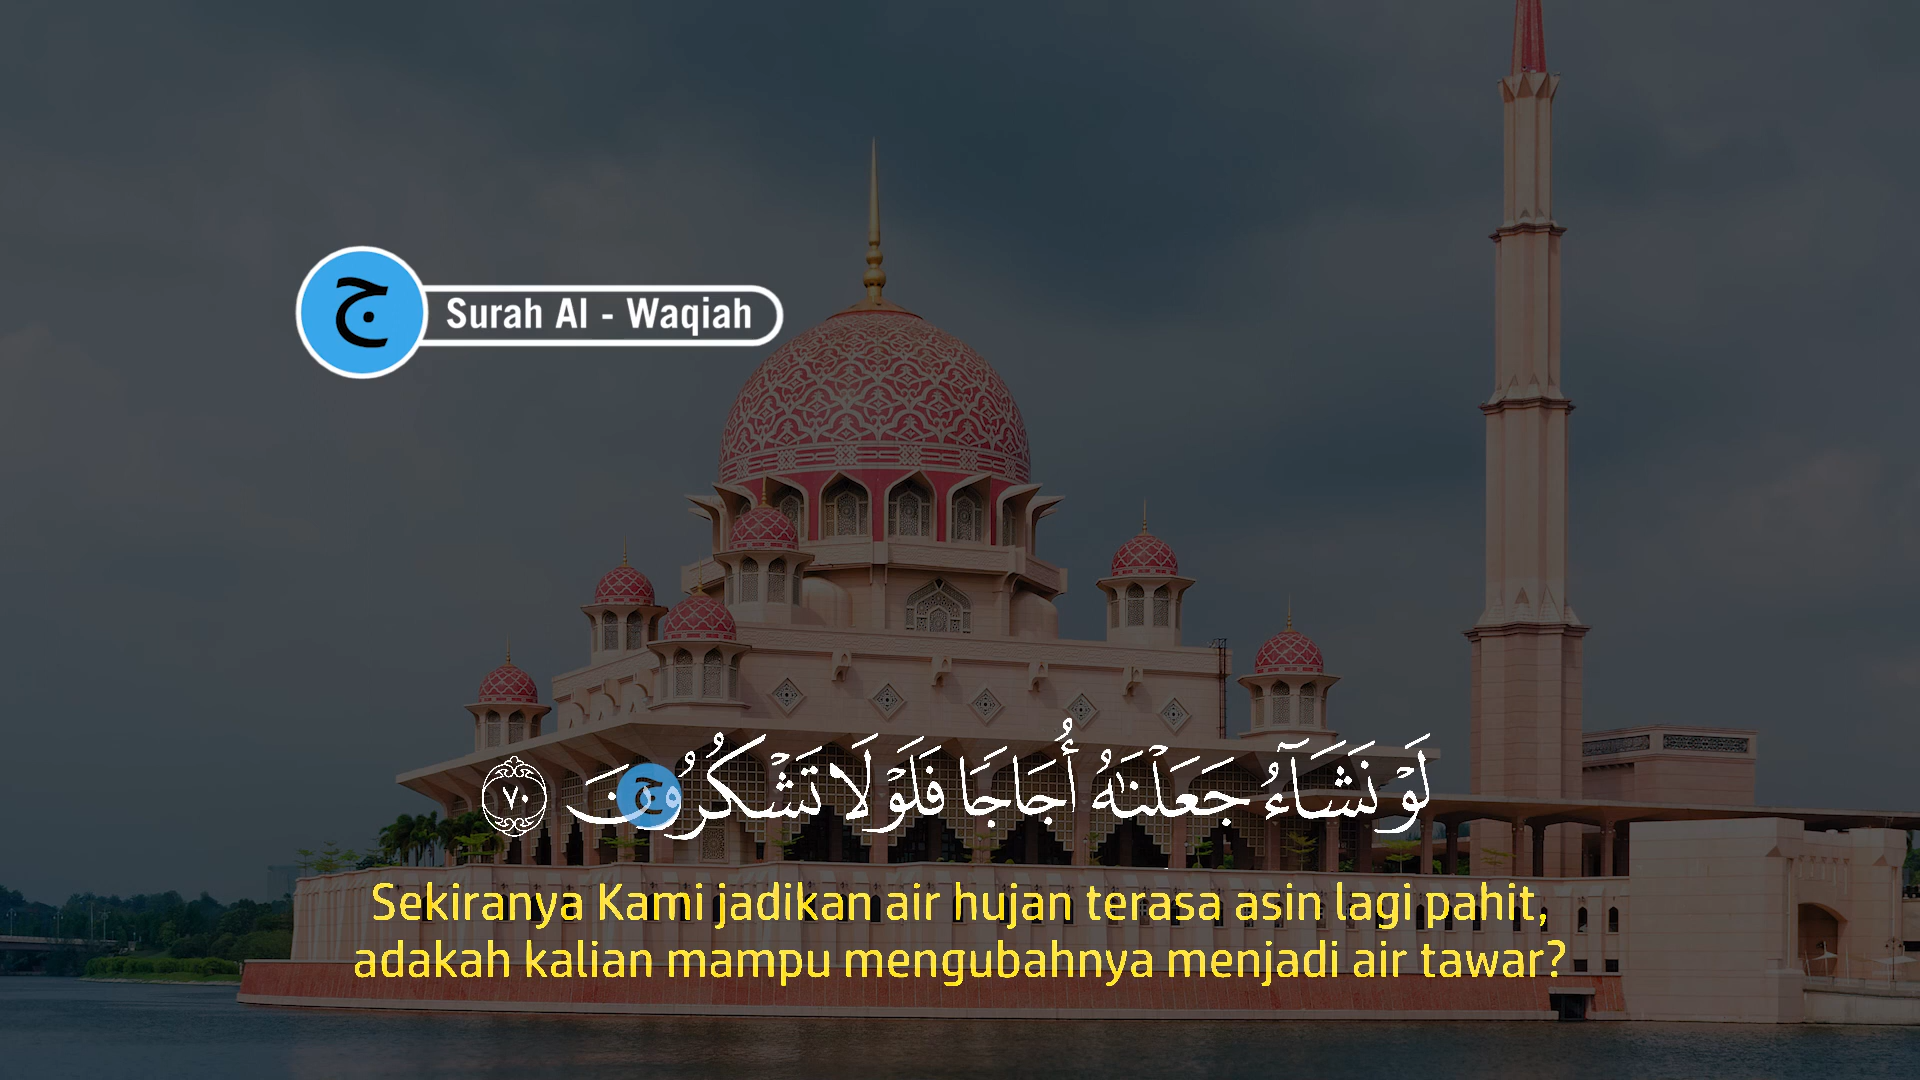 ج
Surah Al - Waqiah
لَوْ نَشَآءُ جَعَلْنَٰهُ أُجَاجًا فَلَوْلَا تَشْكُرُونَ ٧٠
ج
Sekiranya Kami jadikan air hujan terasa asin lagi pahit,
adakah kalian mampu mengubahnya menjadi air tawar?